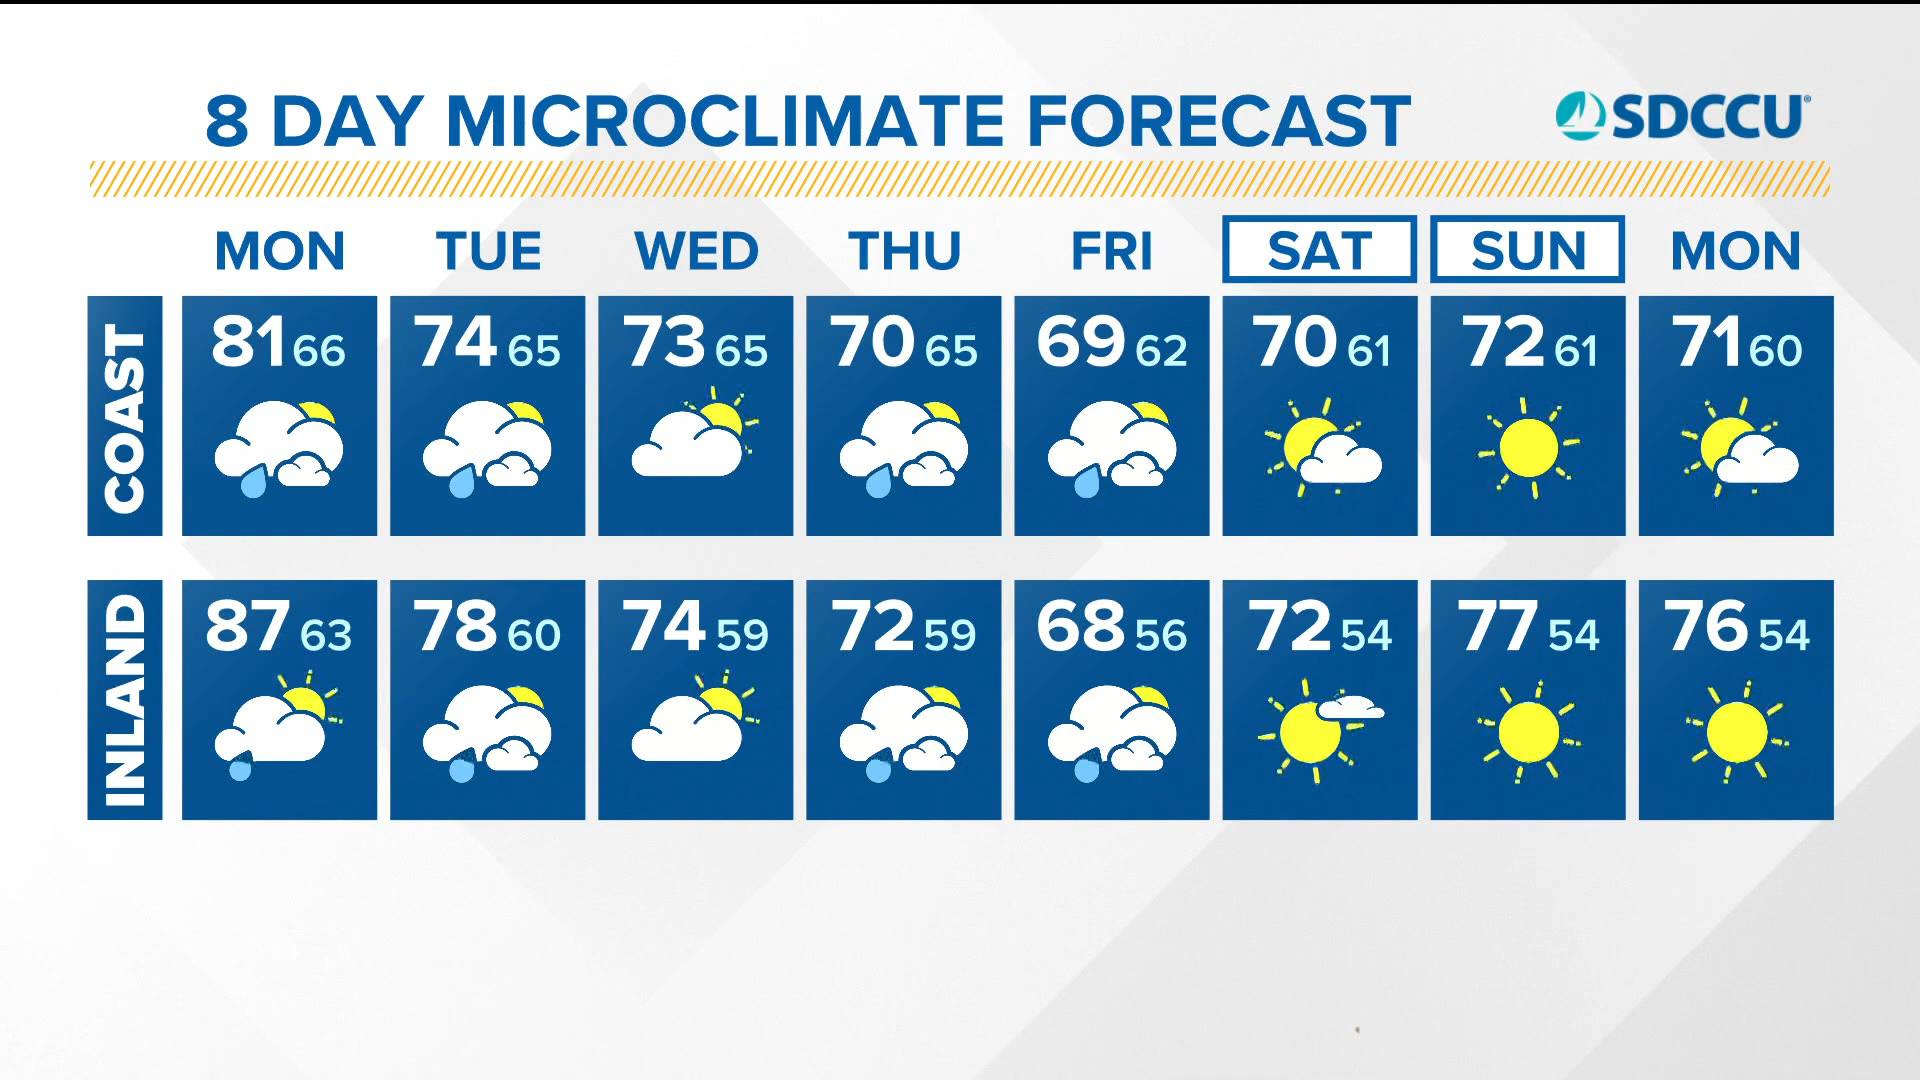 8 DAY MICROCLIMATE FORECAST
SDCCU®
MON TUE WED THU FRI SAT SUN MON
COAST
81 66 74 65 73 65 70 65 69 62 70 61 72 61 71 60
INLAND
87 63 78 60 74 59 72 59 68 56 72 54 77 54 76 54